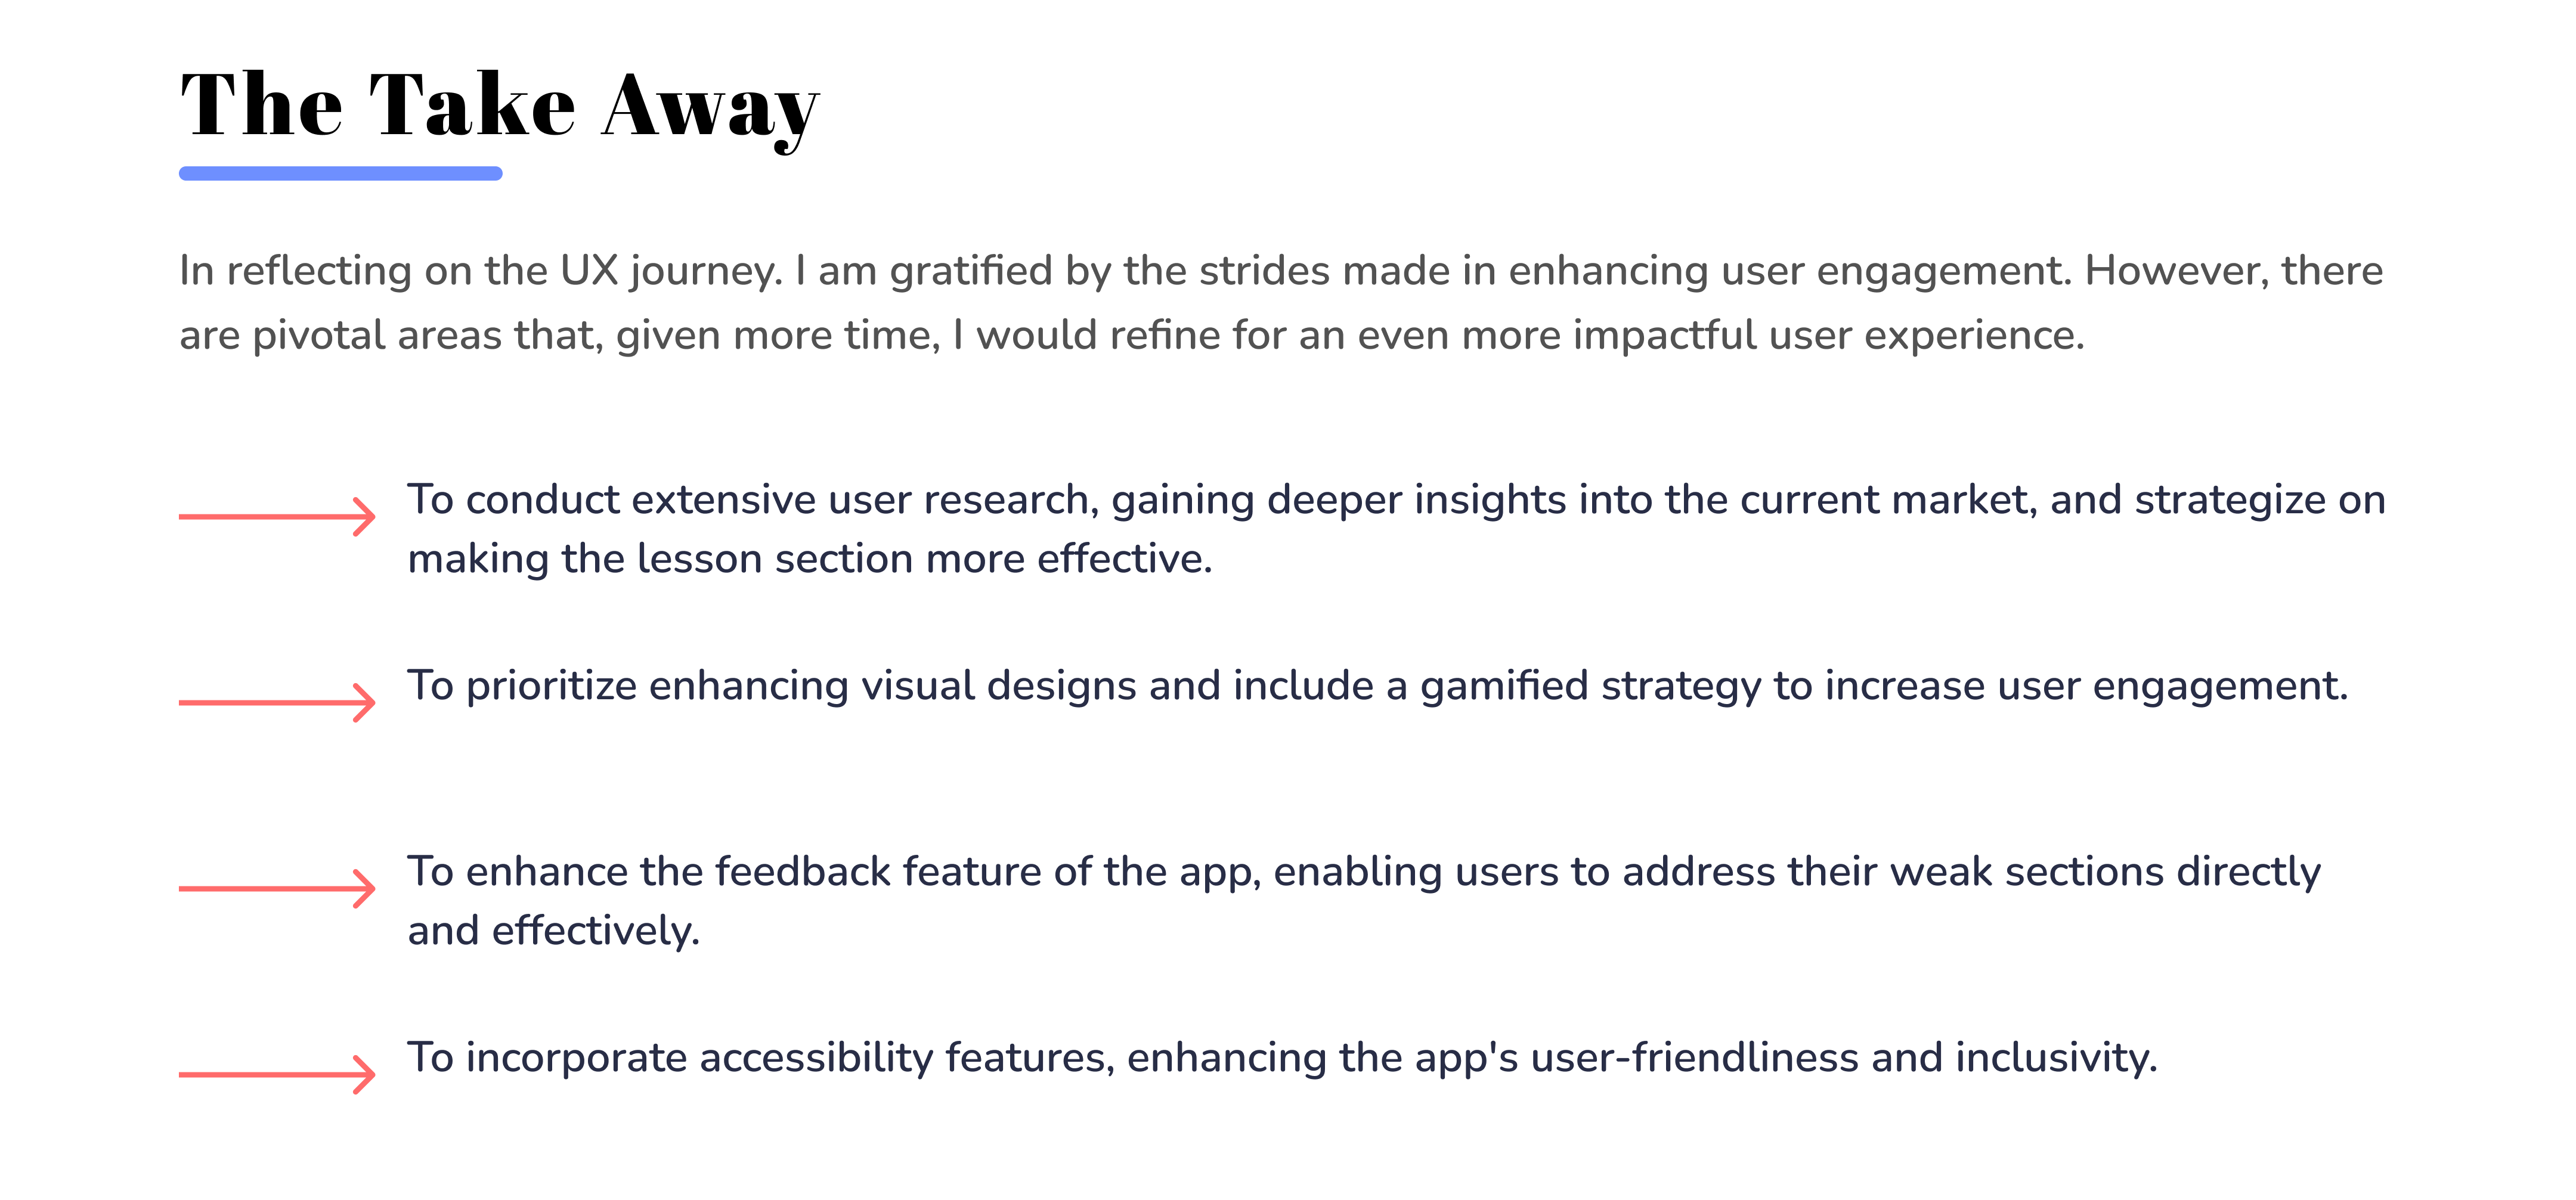 The Take Away
In reflecting on the UX journey. I am gratified by the strides made in enhancing user engagement. However, there
are pivotal areas that, given more time, I would refine for an even more impactful user experience.
To conduct extensive user research, gaining deeper insights into the current market, and strategize on
making the lesson section more effective.
To prioritize enhancing visual designs and include a gamified strategy to increase user engagement.
To enhance the feedback feature of the app, enabling users to address their weak sections directly
and effectively.
To incorporate accessibility features, enhancing the app's user-friendliness and inclusivity.